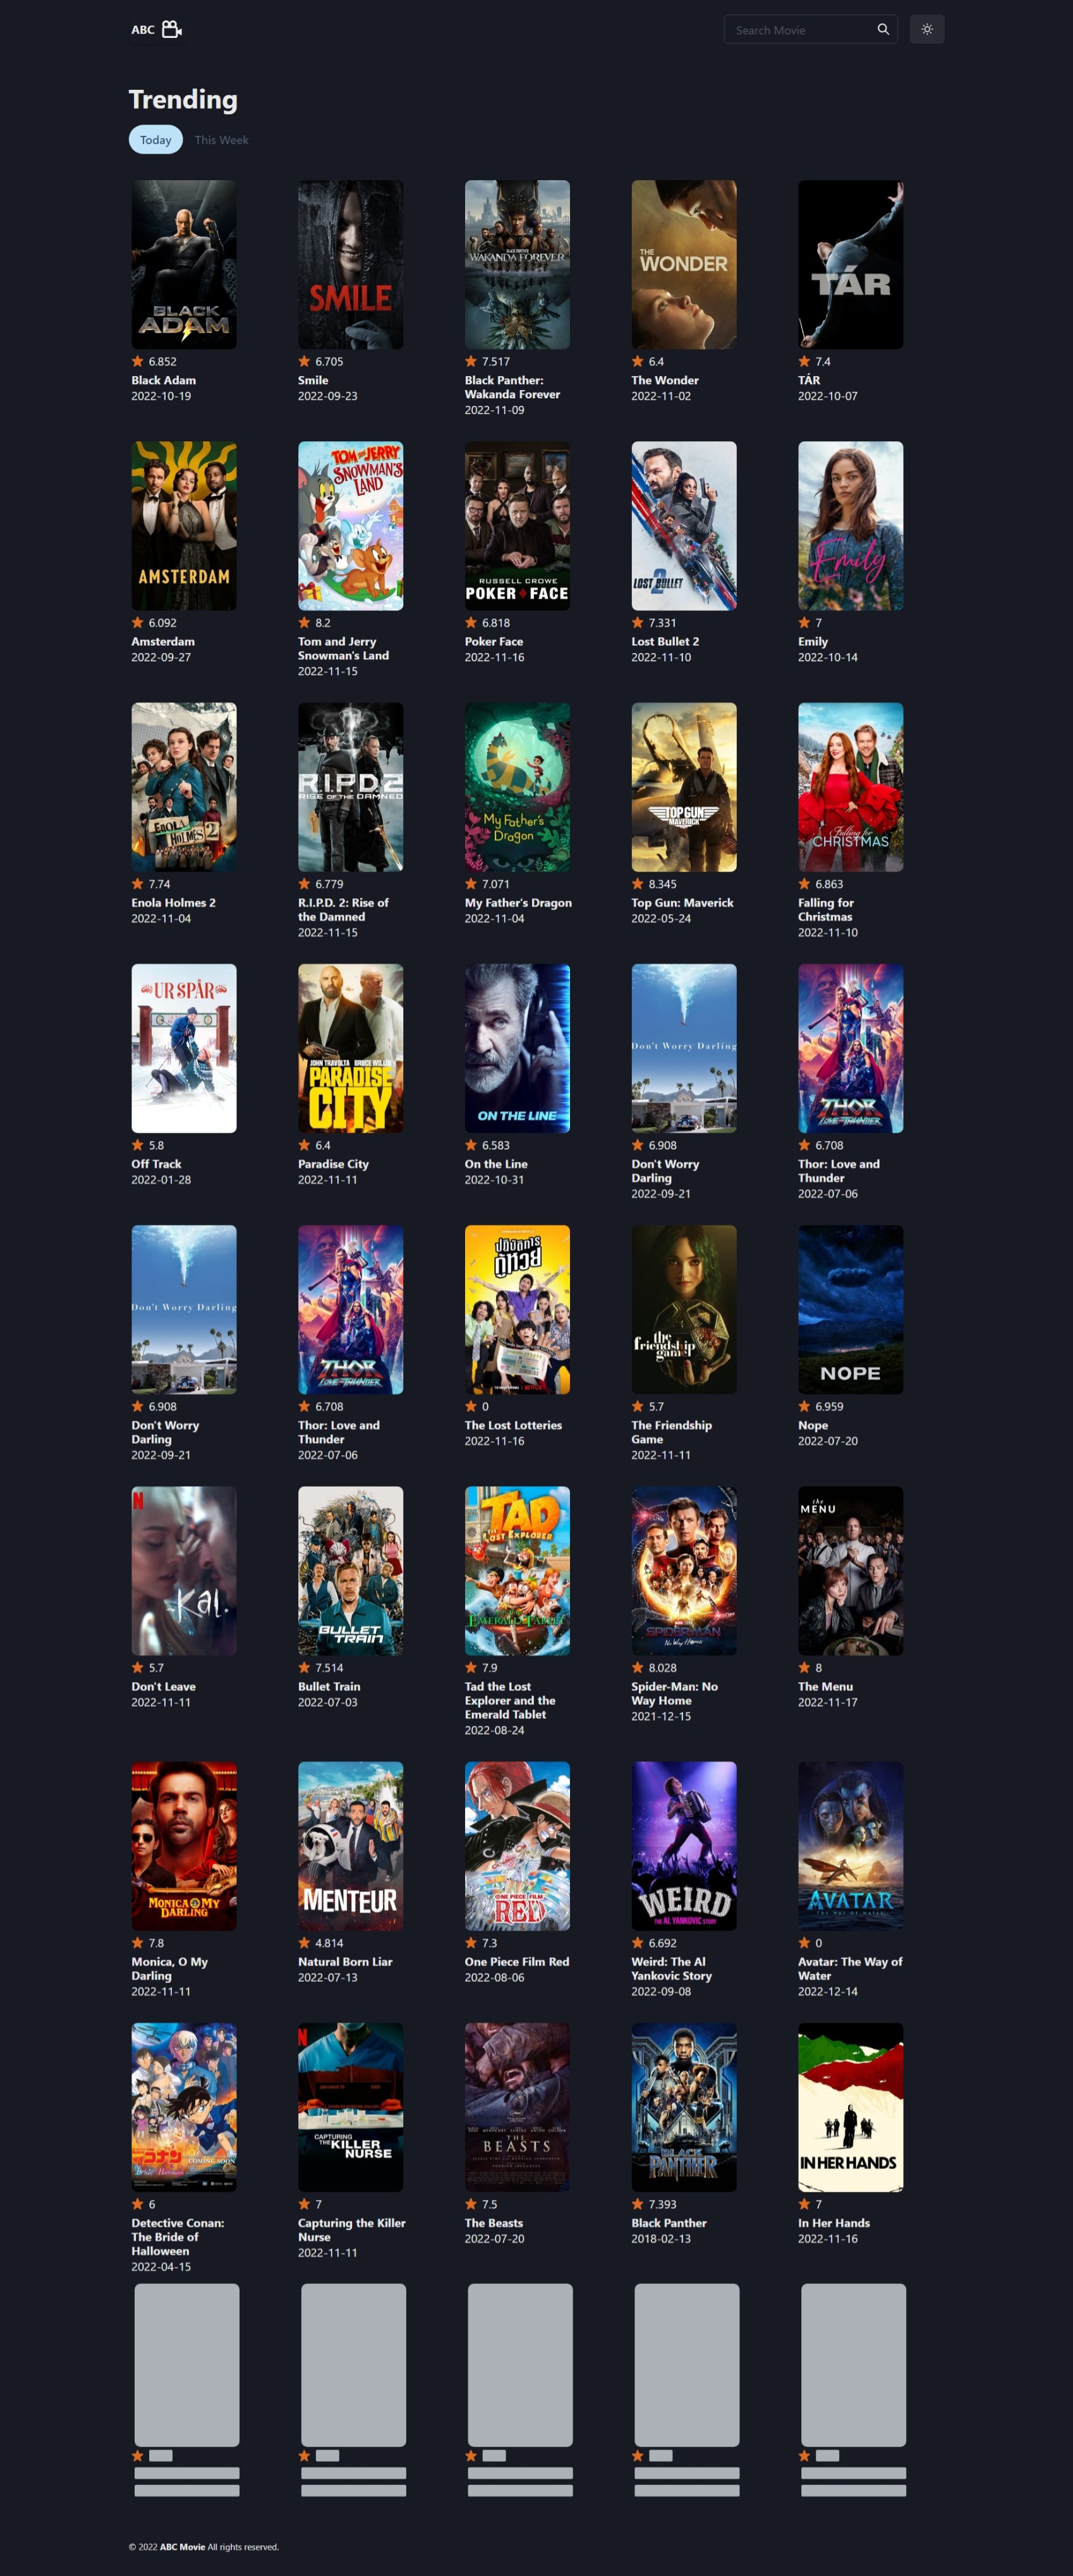 ABC
Search Movie
Trending
Today This Week
BLACK
ADAM
SMILE
BLACK PANTHER
WAKANDA FOREVER
THE
WONDER
TÁR
6.852
6.705
7.517
6.4
7.4
Black Adam
2022-10-19
Smile
2022-09-23
Black Panther:
Wakanda Forever
2022-11-09
The Wonder
2022-11-02
TÁR
2022-10-07
AMSTERDAM
TOM AND JERRY
SNOWMAN'S
LAND
RUSSELL CROWE
POKER FACE
LOST BULLET
2
Emily
6.092
8.2
6.818
7.331
7
Amsterdam
2022-09-27
Tom and Jerry
Snowman's Land
2022-11-15
Poker Face
2022-11-16
Lost Bullet 2
2022-11-10
Emily
2022-10-14
ENOLA
HOLMES 2
R.I.P.D.2
RISE OF THE DAMNED
My Father's
Dragon
TOP GUN
MAVERICK
Falling for
CHRISTMAS
7.74
6.779
7.071
8.345
6.863
Enola Holmes 2
2022-11-04
R.I.P.D. 2: Rise of
the Damned
2022-11-15
My Father's Dragon
2022-11-04
Top Gun: Maverick
2022-05-24
Falling for
Christmas
2022-11-10
UR SPÅR
JOHN TRAVOLTA BRUCE WILLIS
PARADISE
CITY
ON THE LINE
Don't Worry Darling
THOR
LOVE AND THUNDER
5.8
6.4
6.583
6.908
6.708
Off Track
2022-01-28
Paradise City
2022-11-11
On the Line
2022-10-31
Don't Worry
Darling
2022-09-21
Thor: Love and
Thunder
2022-07-06
Don't Worry Darling
THOR
LOVE AND THUNDER
ปฏิบัติการ
กู้หวย
the
friendship
game
NOPE
6.908
6.708
0
5.7
6.959
Don't Worry
Darling
2022-09-21
Thor: Love and
Thunder
2022-07-06
The Lost Lotteries
2022-11-16
The Friendship
Game
2022-11-11
Nope
2022-07-20
N
Kal.
BULLET
TRAIN
TAD
THE LOST EXPLORER
EMERALD TABLET
SPIDER-MAN
No Way Home
the
MENU
5.7
7.514
7.9
8.028
8
Don't Leave
2022-11-11
Bullet Train
2022-07-03
Tad the Lost
Explorer and the
Emerald Tablet
2022-08-24
Spider-Man: No
Way Home
2021-12-15
The Menu
2022-11-17
MONICA O MY
DARLING
MENTEUR
ONE PIECE FILM
RED
WEIRD
THE AL YANKOVIC STORY
AVATAR
THE WAY OF WATER
7.8
4.814
7.3
6.692
0
Monica, O My
Darling
2022-11-11
Natural Born Liar
2022-07-13
One Piece Film Red
2022-08-06
Weird: The Al
Yankovic Story
2022-09-08
Avatar: The Way of
Water
2022-12-14
コナン
COMING SOON
N
CAPTURING
THE KILLER
NURSE
THE
BEASTS
BLACK
PANTHER
IN HER HANDS
6
7
7.5
7.393
7
Detective Conan:
The Bride of
Halloween
2022-04-15
Capturing the Killer
Nurse
2022-11-11
The Beasts
2022-07-20
Black Panther
2018-02-13
In Her Hands
2022-11-16
© 2022 ABC Movie All rights reserved.